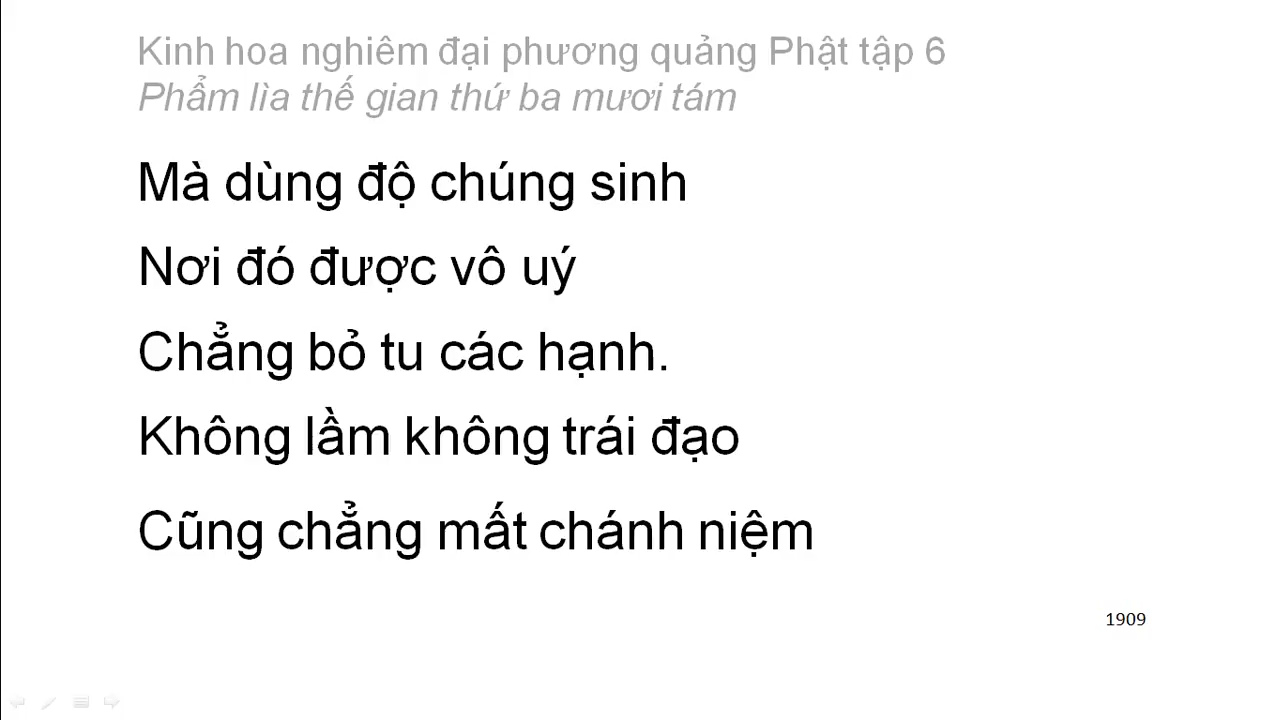 Kinh hoa nghiêm đại phương quảng Phật tập 6
Phẩm lìa thế gian thứ ba mươi tám
Mà dùng độ chúng sinh
Nơi đó được vô uý
Chẳng bỏ tu các hạnh.
Không lầm không trái đạo
Cũng chẳng mất chánh niệm
1909